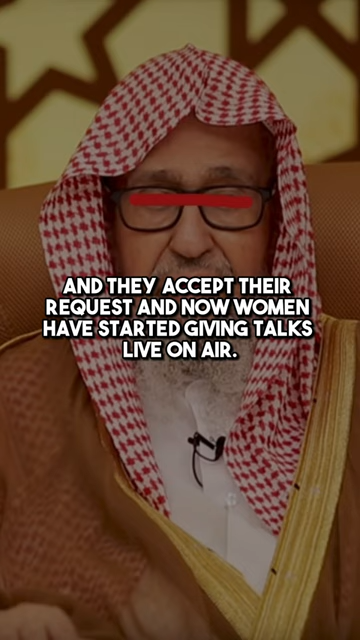 AND THEY ACCEPT THEIR
REQUEST AND NOW WOMEN
HAVE STARTED GIVING TALKS
LIVE ON AIR.